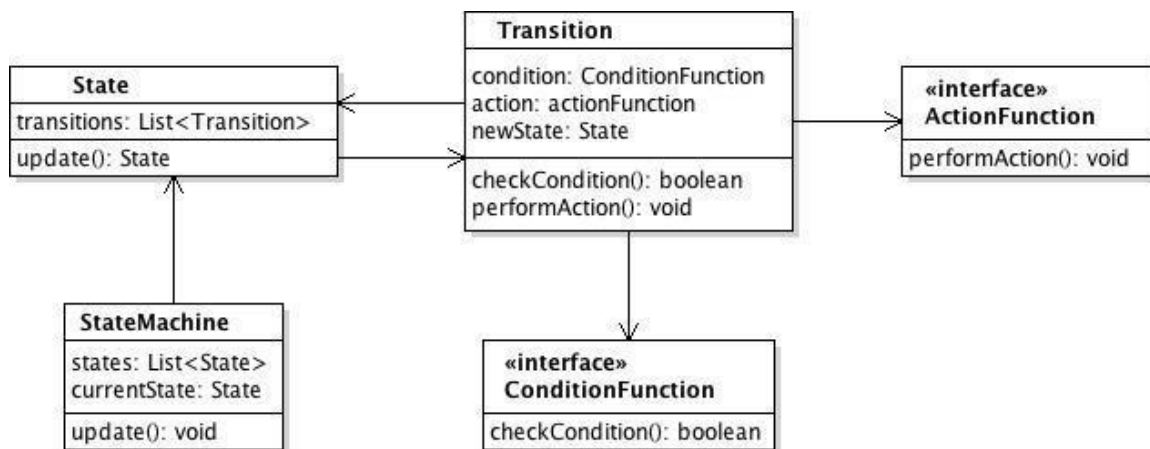 State
transitions: List<Transition>
update(): State
Transition
condition: ConditionFunction
action: actionFunction
newState: State
checkCondition(): boolean
performAction(): void
«interface»
ActionFunction
performAction(): void
StateMachine
states: List<State>
currentState: State
update(): void
«interface»
ConditionFunction
checkCondition(): boolean